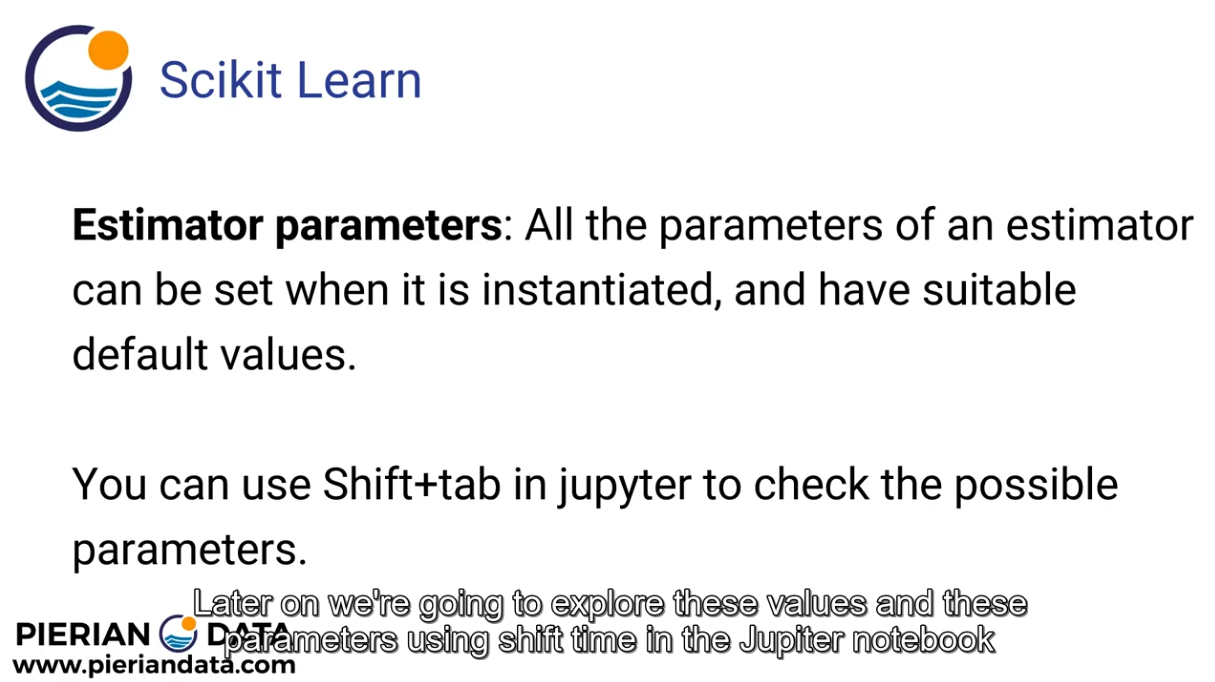 Scikit Learn
Estimator parameters: All the parameters of an estimator
can be set when it is instantiated, and have suitable
default values.
You can use Shift+tab in jupyter to check the possible
parameters.
Later on we're going to explore these values and these
parameters using shift time in the Jupiter notebook
PIERIAN DATA
www.pieriandata.com